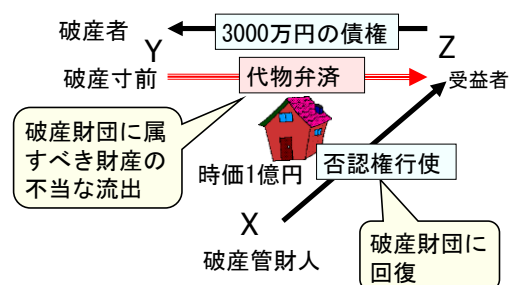 破産者
3000万円の債権
Y
Z
破産寸前
代物弁済
受益者
破産財団に属
すべき財産の
不当な流出
時価1億円
否認権行使
X
破産管財人
破産財団に
回復